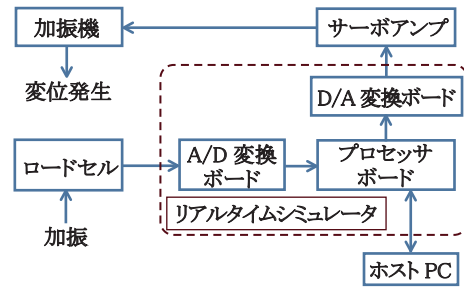 加振機
サーボアンプ
変位発生
D/A 変換ボード
ロードセル
A/D 変換
ボード
プロセッサ
ボード
リアルタイムシミュレータ
加振
ホスト PC